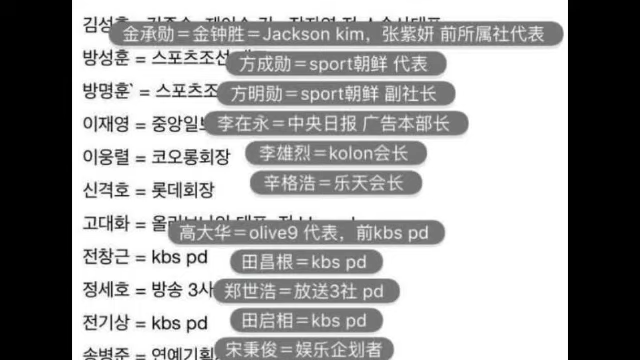 김성훈 =
金承勋＝金钟胜＝Jackson kim，张紫妍 前所属社代表
방성훈 = 스포츠조선
方成勋＝sport朝鲜 代表
방명훈` = 스포츠조
方明勋＝sport朝鲜 副社长
이재영 = 중앙일보
李在永＝中央日报 广告本部长
이웅렬 = 코오롱회장
李雄烈＝kolon会长
신격호 = 롯데회장
辛格浩＝乐天会长
고대화 =
高大华＝olive9 代表，前kbs pd
전창근 = kbs pd
田昌根＝kbs pd
정세호 = 방송 3사
郑世浩＝放送3社 pd
전기상 = kbs pd
田启相＝kbs pd
송병준 = 연예기획
宋秉俊＝娱乐企划者